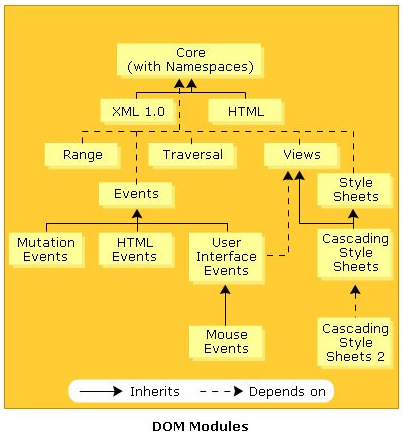 Core
(with Namespaces)
XML 1.0
HTML
Range
Traversal
Views
Style
Sheets
Events
Mutation
Events
HTML
Events
User
Interface
Events
Cascading
Style
Sheets
Mouse
Events
Cascading
Style
Sheets 2
Inherits
Depends on
DOM Modules